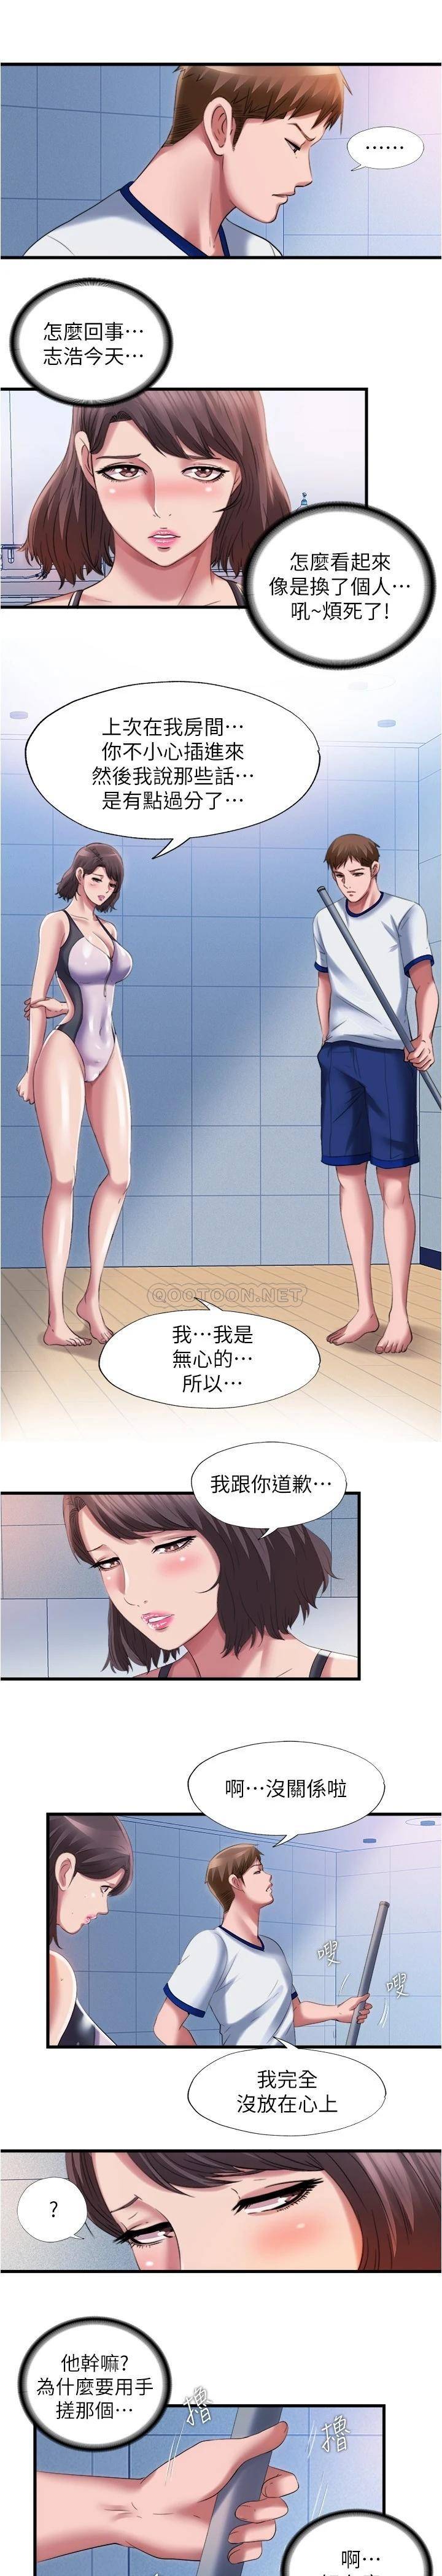 ⋯⋯
怎麼回事⋯
志浩今天⋯
怎麼看起來
像是換了個人⋯
吼~煩死了!
上次在我房間⋯
你不小心插進來
然後我說那些話⋯
是有點過分了⋯
QOOTOON.NET
我⋯我是
無心的⋯
所以⋯
我跟你道歉⋯
啊⋯沒關係啦
嗖
嗖
我完全
沒放在心上
?
他幹嘛?
為什麼要用手
搓那個⋯
擼
擼
啊⋯